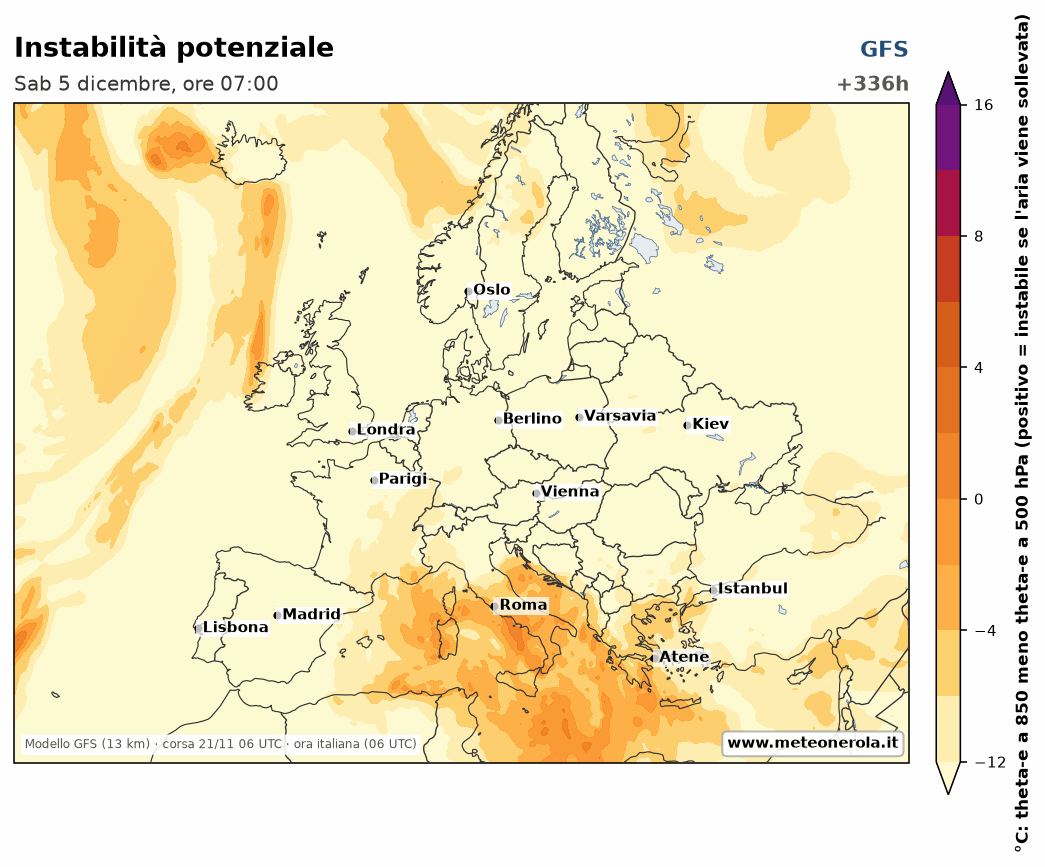 Instabilità potenziale
GFS
Sab 5 dicembre, ore 07:00
+336h
Oslo
Berlino
Varsavia
Kiev
Londra
Parigi
Vienna
Istanbul
Roma
Madrid
Lisbona
Atene
Modello GFS (13 km) · corsa 21/11 06 UTC · ora italiana (06 UTC)
www.meteonerola.it
16
8
4
0
−4
−12
°C: theta-e a 850 meno theta-e a 500 hPa (positivo = instabile se l'aria viene sollevata)